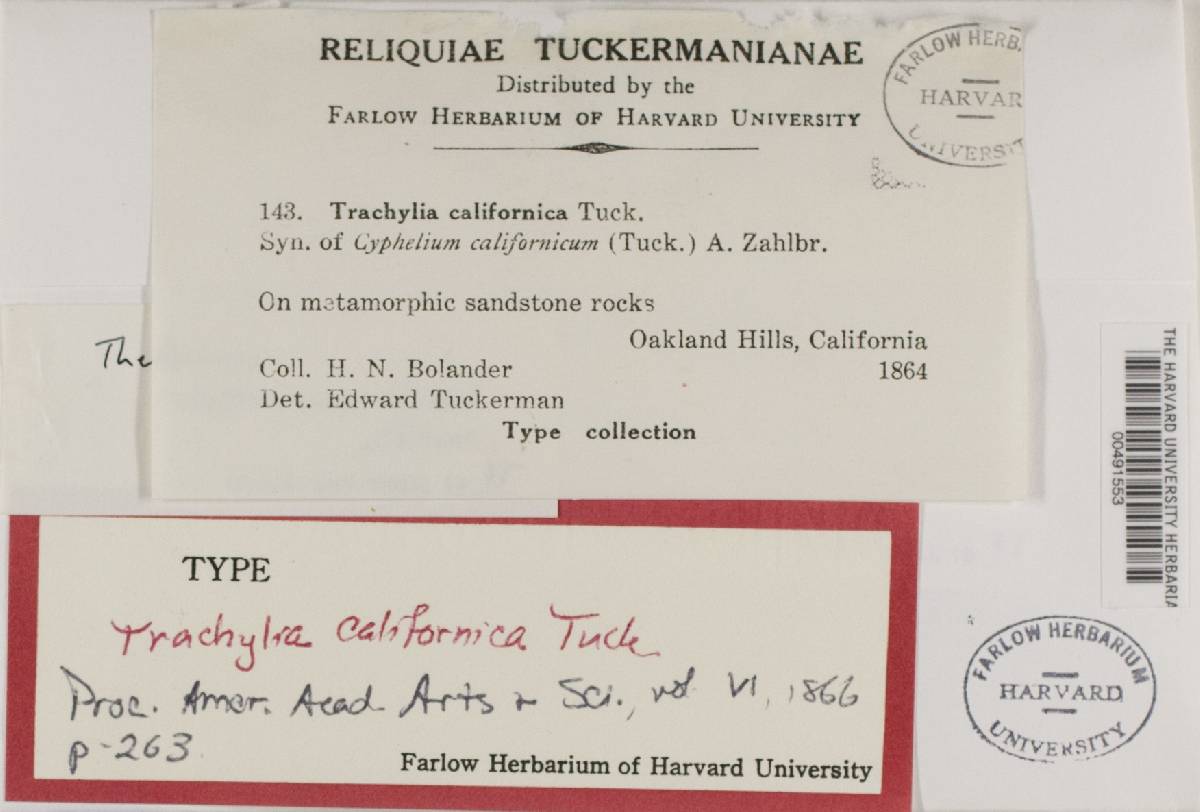 RELIQUIAE TUCKERMANIANAE
Distributed by the
FARLOW HERBARIUM OF HARVARD UNIVERSITY
FARLOW HERB
HARVAR
UNIVERSIT
143. Trachylia californica Tuck.
Syn. of Cyphelium californicum (Tuck.) A. Zahlbr.
On metamorphic sandstone rocks
Oakland Hills, California
Coll. H. N. Bolander 1864
Det. Edward Tuckerman
Type collection
The
THE HARVARD UNIVERSITY HERBARIA
00491553
TYPE
Trachylia californica Tuck
Proc. Amer. Acad. Arts & Sci., vol VI, 1866
p-263
Farlow Herbarium of Harvard University
FARLOW HERBARIUM
HARVARD
UNIVERSITY